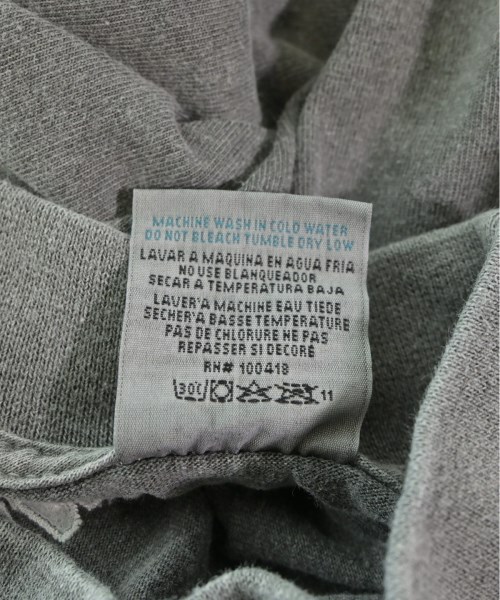 MACHINE WASH IN COLD WATER
DO NOT BLEACH TUMBLE DRY LOW
LAVAR A MAQUINA EN AGUA FRIA
NO USE BLANQUEADOR
SECAR A TEMPERATURA BAJA
LAVER'A MACHINE EAU TIEDE
SECHER'A BASSE TEMPERATURE
PAS DE CHLORURE NE PAS
REPASSER SI DECORÉ
RN# 100418
30C 11